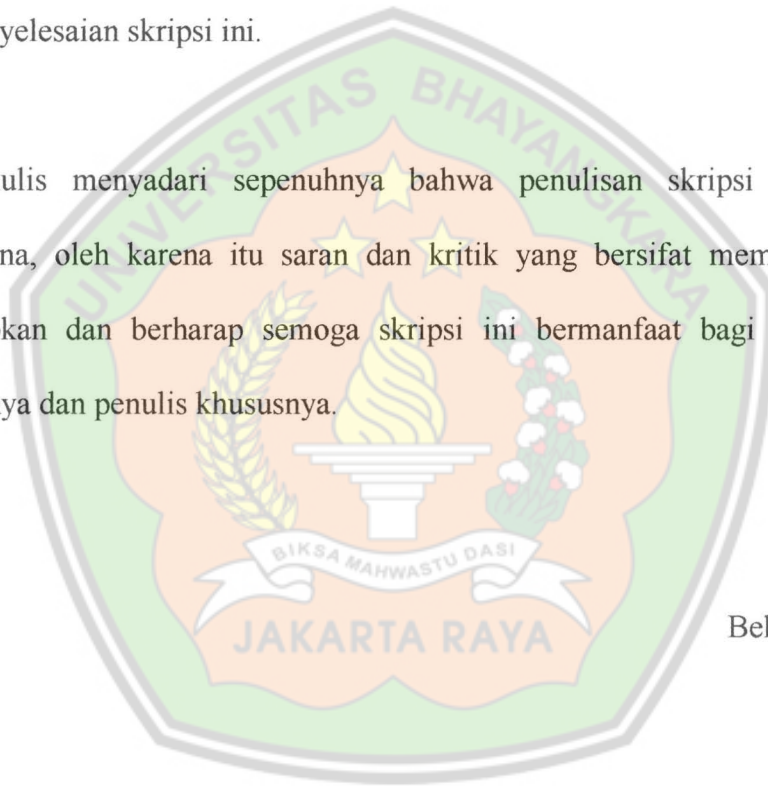 yelesaian skripsi ini.
UNIVERSITAS BHAYANGKARA
ulis menyadari sepenuhnya bahwa penulisan skripsi
na, oleh karena itu saran dan kritik yang bersifat mem
kan dan berharap semoga skripsi ini bermanfaat bagi
ya dan penulis khususnya.
BIKSA MAHWASTU DASI
JAKARTA RAYA
Bel